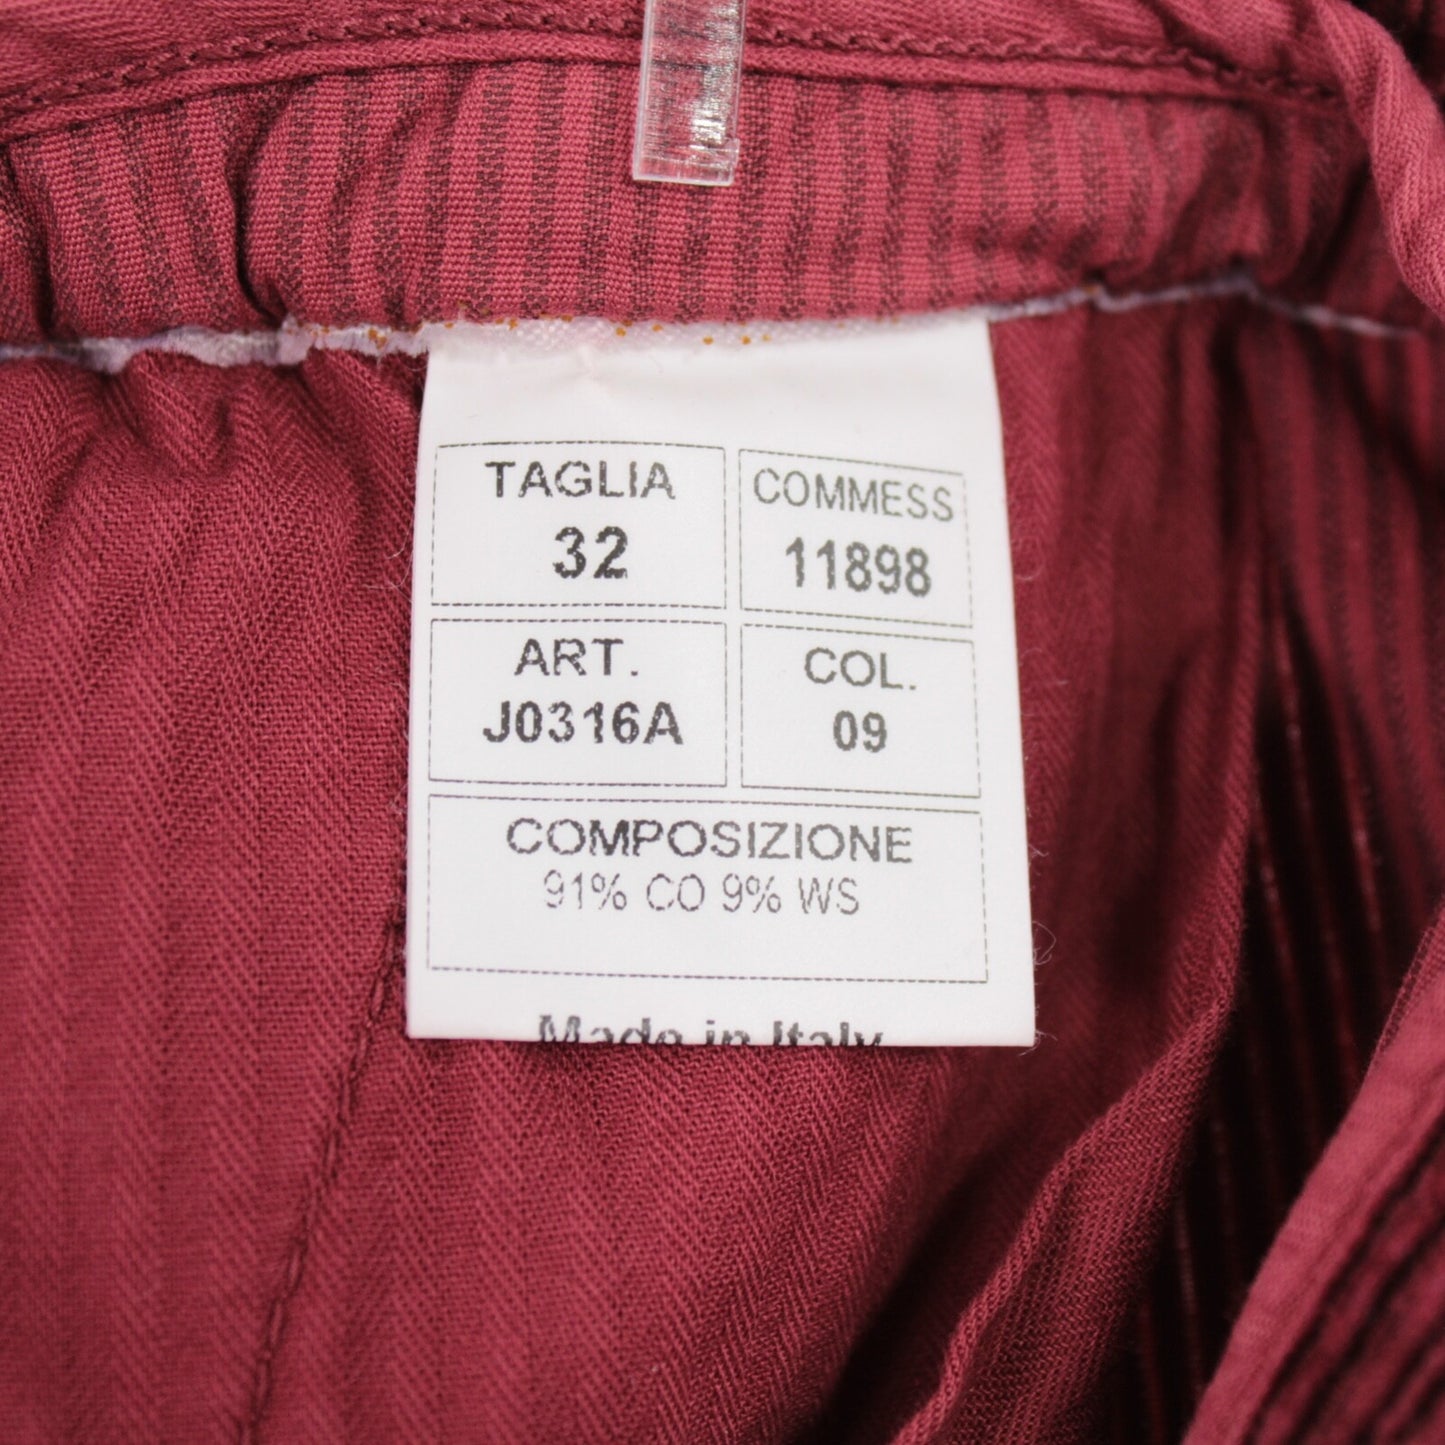 TAGLIA
32
COMMESS
11898
ART.
J0316A
COL.
09
COMPOSIZIONE
91% CO 9% WS
Made in Italy